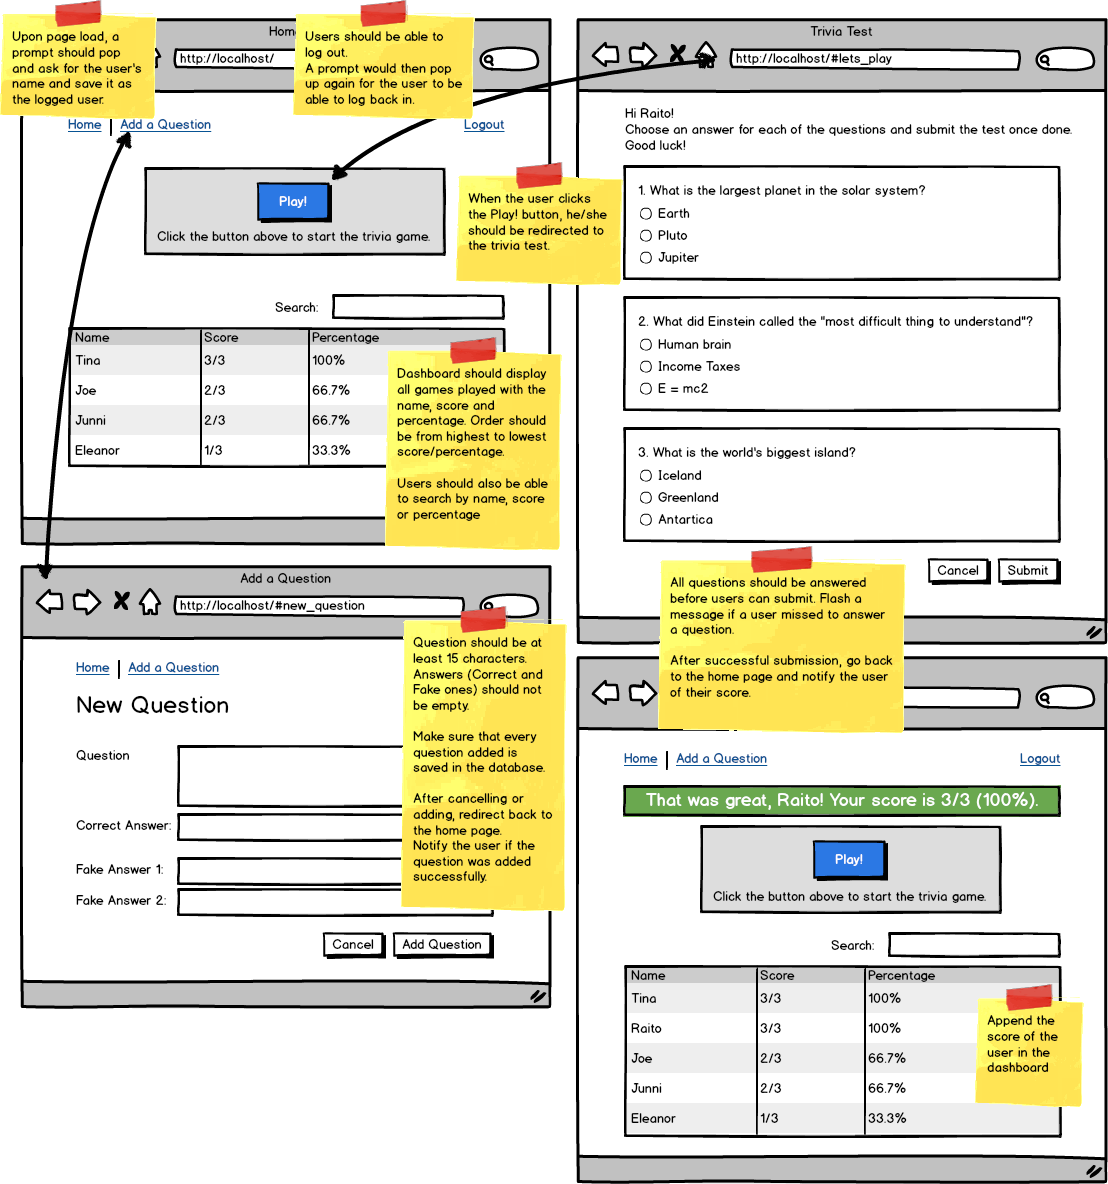 Upon page load, a
prompt should pop
and ask for the user's
name and save it as
the logged user.
Users should be able to
log out.
A prompt would then pop
up again for the user to be
able to log back in.
http://localhost/
Home
Add a Question
Logout
Play!
Click the button above to start the trivia game.
When the user clicks
the Play! button, he/she
should be redirected to
the trivia test.
Search:
Name Score Percentage
Tina 3/3 100%
Joe 2/3 66.7%
Junni 2/3 66.7%
Eleanor 1/3 33.3%
Dashboard should display
all games played with the
name, score and
percentage. Order should
be from highest to lowest
score/percentage.
Users should also be able
to search by name, score
or percentage
Trivia Test
http://localhost/#lets_play
Hi Raito!
Choose an answer for each of the questions and submit the test once done.
Good luck!
1. What is the largest planet in the solar system?
Earth
Pluto
Jupiter
2. What did Einstein called the "most difficult thing to understand"?
Human brain
Income Taxes
E = mc2
3. What is the world's biggest island?
Iceland
Greenland
Antartica
Cancel
Submit
All questions should be answered
before users can submit. Flash a
message if a user missed to answer
a question.
After successful submission, go back
to the home page and notify the user
of their score.
Add a Question
http://localhost/#new_question
Home
Add a Question
New Question
Question
Correct Answer:
Fake Answer 1:
Fake Answer 2:
Cancel
Add Question
Question should be at
least 15 characters.
Answers (Correct and
Fake ones) should not
be empty.
Make sure that every
question added is
saved in the database.
After cancelling or
adding, redirect back to
the home page.
Notify the user if the
question was added
successfully.
Home
Add a Question
Logout
That was great, Raito! Your score is 3/3 (100%).
Play!
Click the button above to start the trivia game.
Search:
Name Score Percentage
Tina 3/3 100%
Raito 3/3 100%
Joe 2/3 66.7%
Junni 2/3 66.7%
Eleanor 1/3 33.3%
Append the
score of the
user in the
dashboard